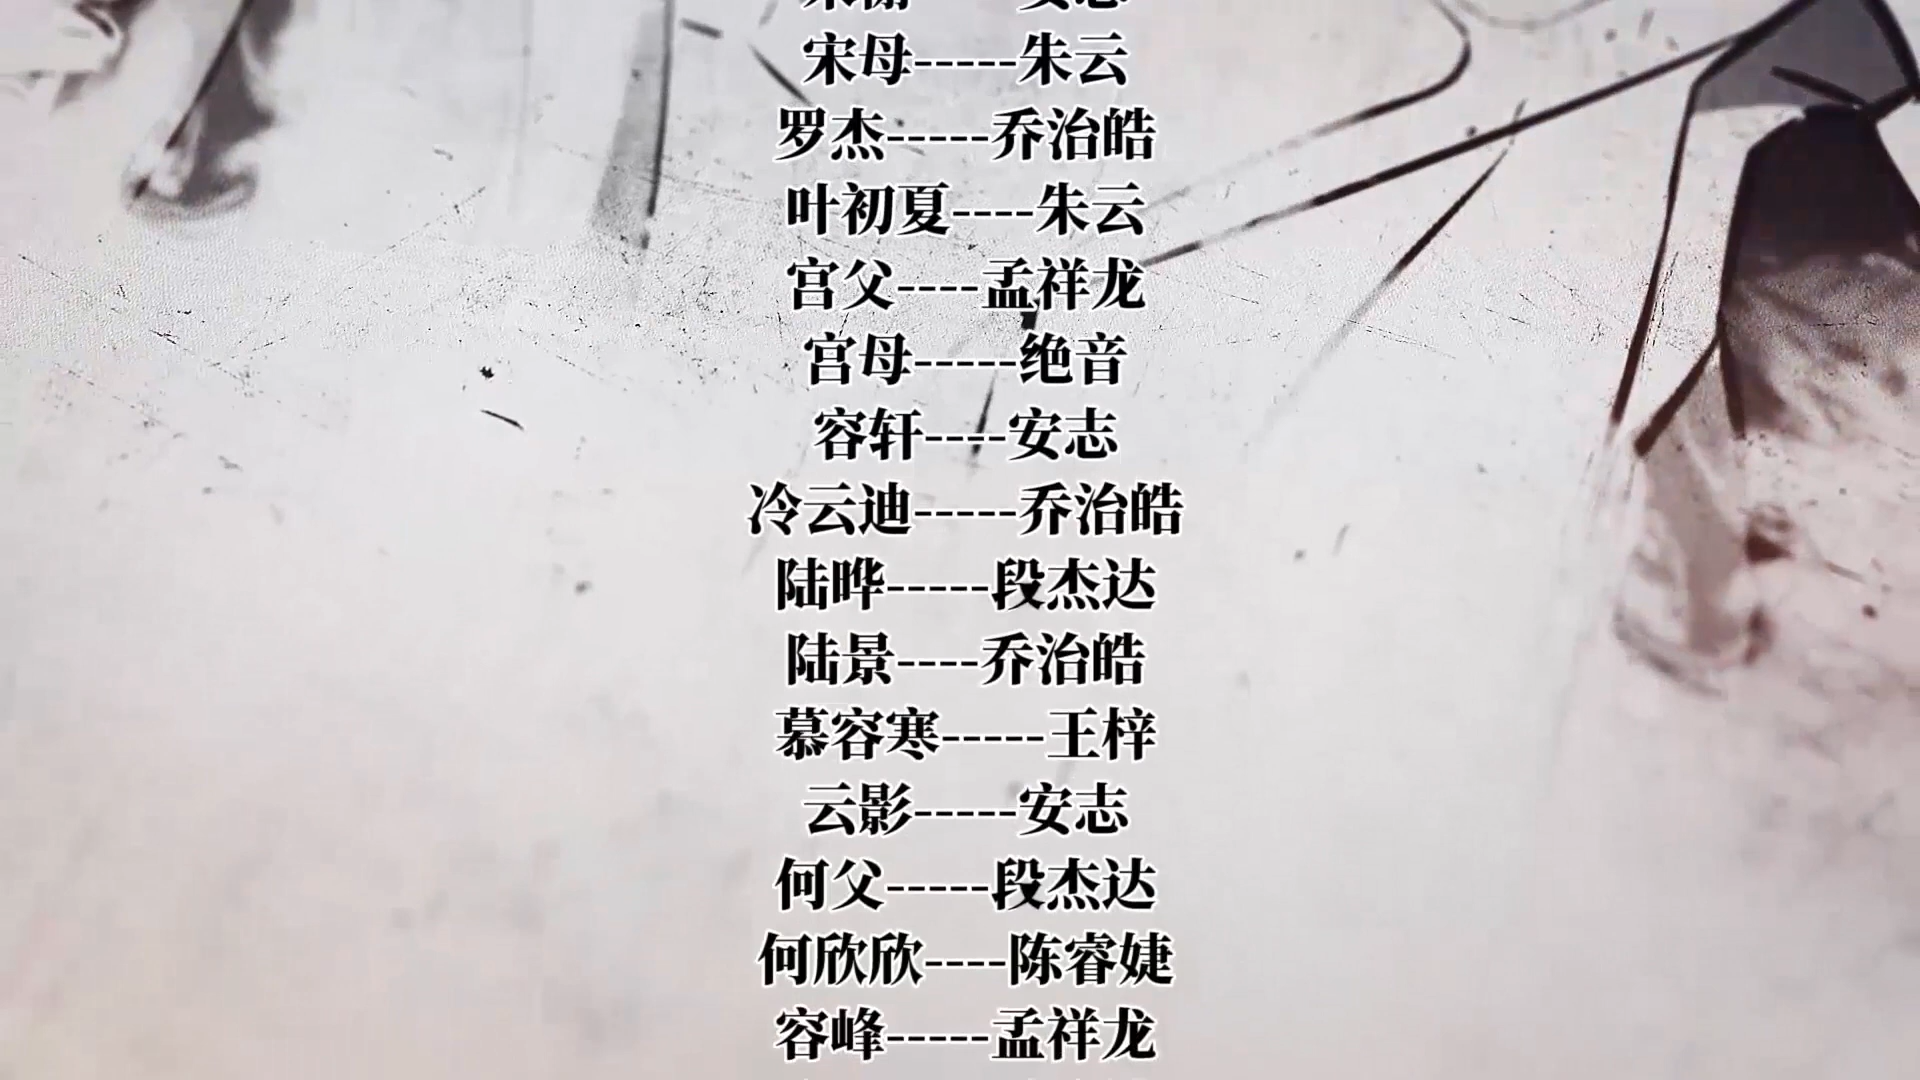 宋母-----朱云
罗杰-----乔治皓
叶初夏----朱云
宫父----孟祥龙
宫母-----绝音
容轩----安志
冷云迪-----乔治皓
陆晔-----段杰达
陆景----乔治皓
慕容寒-----王梓
云影-----安志
何父-----段杰达
何欣欣----陈睿婕
容峰-----孟祥龙